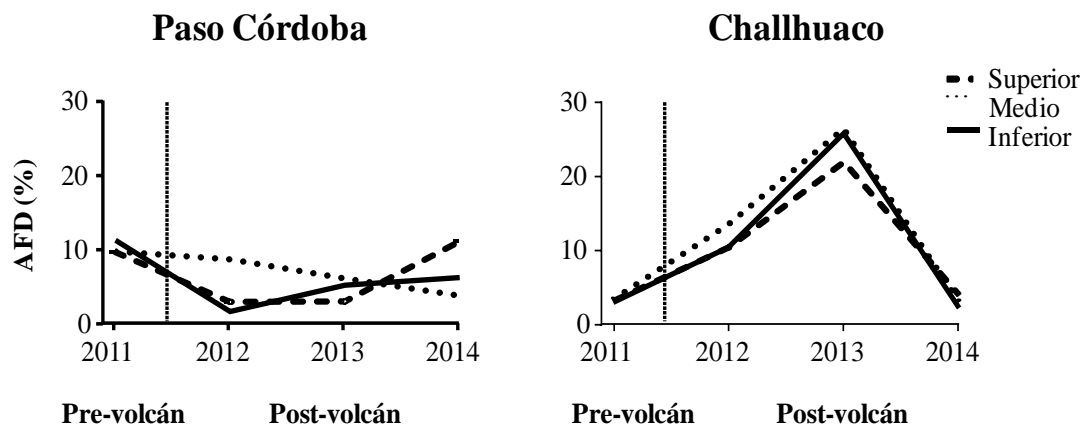 Paso Córdoba
Challhuaco
Superior
Medio
Inferior
AFD (%)
30
20
10
0
2011 2012 2013 2014
Pre-volcán Post-volcán
30
20
10
0
2011 2012 2013 2014
Pre-volcán Post-volcán